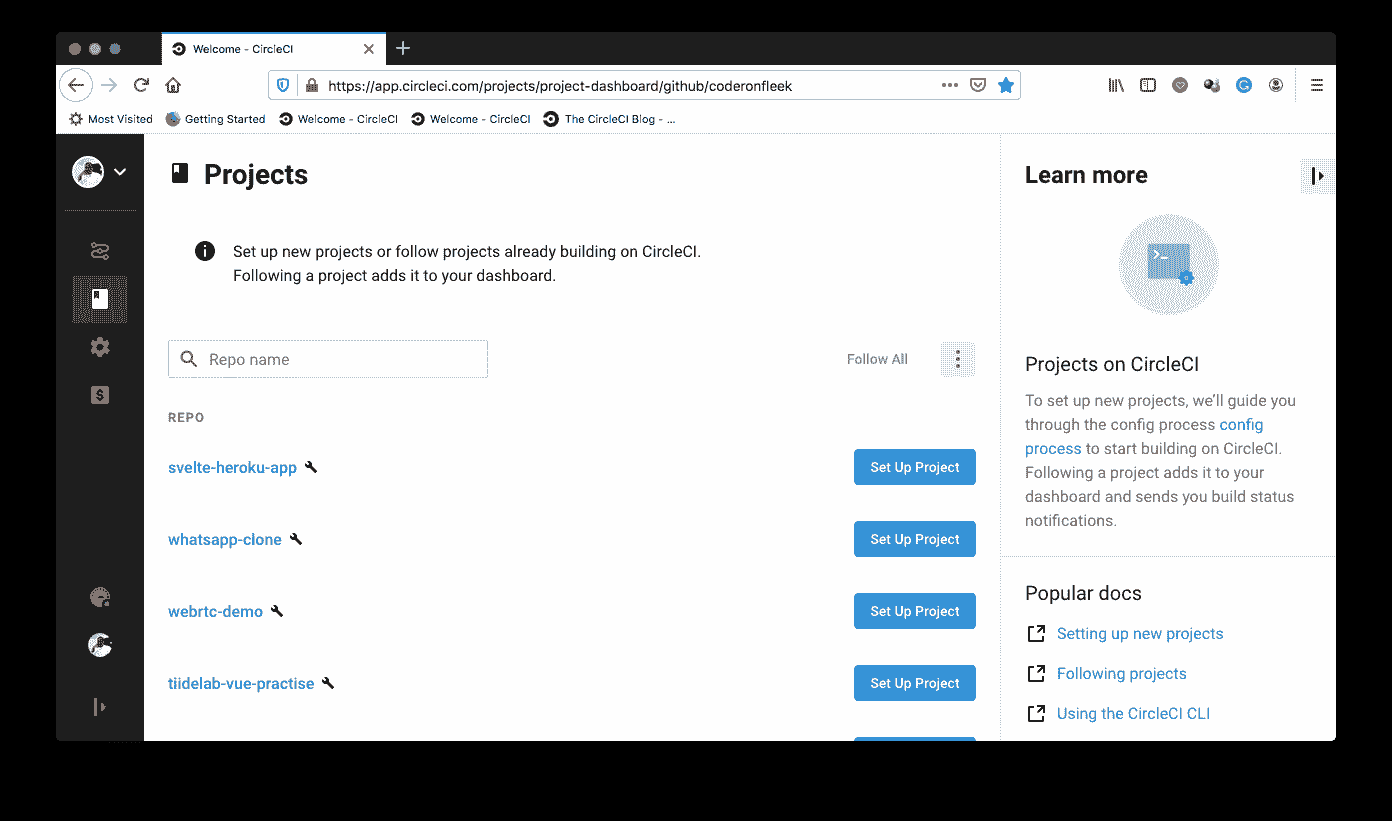 Welcome - CircleCI
https://app.circleci.com/projects/project-dashboard/github/coderonfleek
Most Visited
Getting Started
Welcome - CircleCI
Welcome - CircleCI
The CircleCI Blog - ...
Projects
Set up new projects or follow projects already building on CircleCI.
Following a project adds it to your dashboard.
Repo name
Follow All
REPO
svelte-heroku-app
Set Up Project
whatsapp-clone
Set Up Project
webrtc-demo
Set Up Project
tiidelab-vue-practise
Set Up Project
Learn more
Projects on CircleCI
To set up new projects, we'll guide you
through the config process config
process to start building on CircleCI.
Following a project adds it to your
dashboard and sends you build status
notifications.
Popular docs
Setting up new projects
Following projects
Using the CircleCI CLI